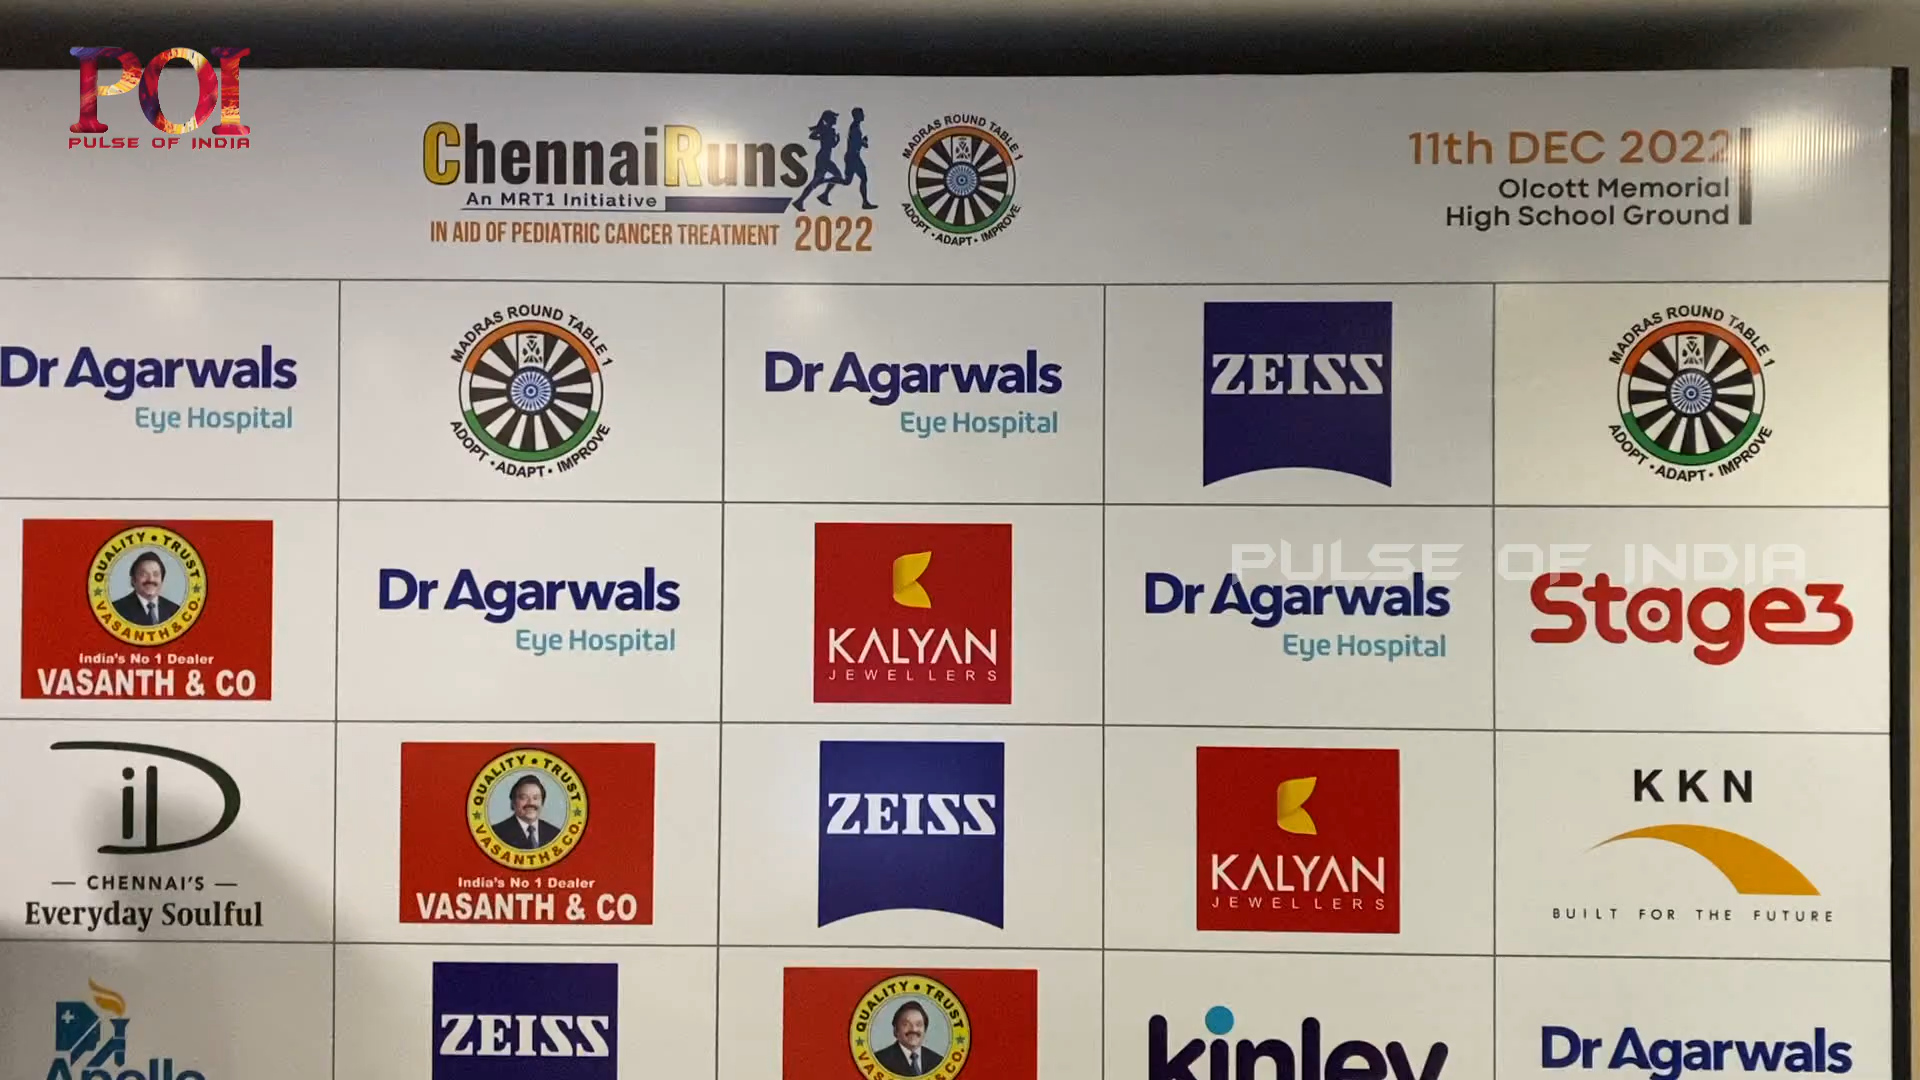 POI
PULSE OF INDIA
ChennaiRuns
An MRT1 Initiative
IN AID OF PEDIATRIC CANCER TREATMENT 2022
MADRAS ROUND TABLE 1
ADOPT • ADAPT • IMPROVE
11th DEC 2022
Olcott Memorial
High School Ground
Dr Agarwals
Eye Hospital
MADRAS ROUND TABLE 1
ADOPT • ADAPT • IMPROVE
Dr Agarwals
Eye Hospital
ZEISS
MADRAS ROUND TABLE 1
ADOPT • ADAPT • IMPROVE
QUALITY • TRUST
VASANTH & CO.
India's No 1 Dealer
VASANTH & CO
Dr Agarwals
Eye Hospital
KALYAN
JEWELLERS
Dr Agarwals
Eye Hospital
PULSE OF INDIA
Stage3
iD
CHENNAI'S
Everyday Soulful
QUALITY • TRUST
VASANTH & CO.
India's No 1 Dealer
VASANTH & CO
ZEISS
KALYAN
JEWELLERS
KKN
BUILT FOR THE FUTURE
Apollo
ZEISS
QUALITY • TRUST
VASANTH & CO.
kinley
Dr Agarwals